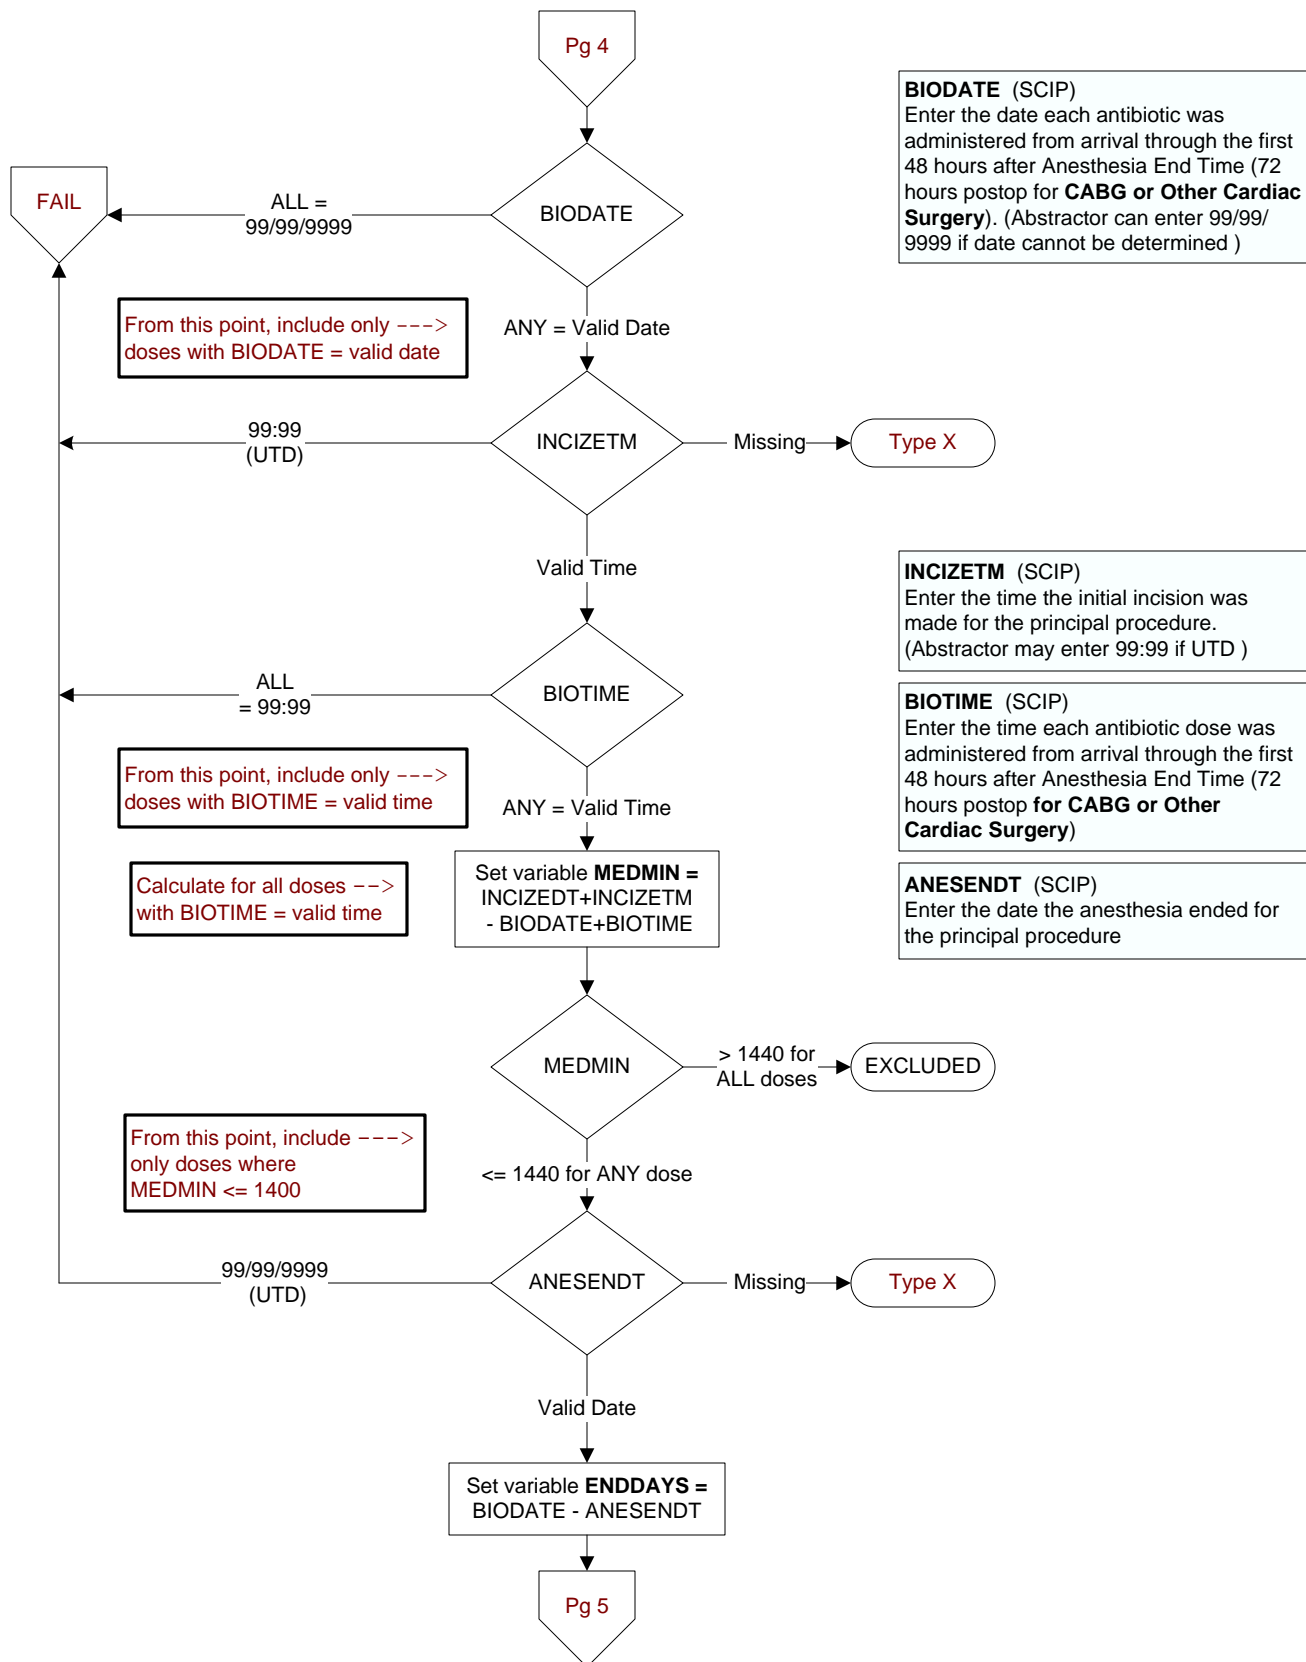 Pg 4
BIODATE (SCIP)
Enter the date each antibiotic was
administered from arrival through the first
48 hours after Anesthesia End Time (72
hours postop for CABG or Other Cardiac
Surgery). (Abstractor can enter 99/99/
9999 if date cannot be determined )
FAIL
ALL =
99/99/9999
BIODATE
From this point, include only --->
doses with BIODATE = valid date
ANY = Valid Date
99:99
(UTD)
INCIZETM
Missing
Type X
Valid Time
INCIZETM (SCIP)
Enter the time the initial incision was
made for the principal procedure.
(Abstractor may enter 99:99 if UTD )
ALL
= 99:99
BIOTIME
BIOTIME (SCIP)
Enter the time each antibiotic dose was
administered from arrival through the first
48 hours after Anesthesia End Time (72
hours postop for CABG or Other
Cardiac Surgery)
From this point, include only --->
doses with BIOTIME = valid time
ANY = Valid Time
Calculate for all doses -->
with BIOTIME = valid time
Set variable MEDMIN =
INCIZEDT+INCIZETM
- BIODATE+BIOTIME
ANESENDT (SCIP)
Enter the date the anesthesia ended for
the principal procedure
MEDMIN
> 1440 for
ALL doses
EXCLUDED
From this point, include --->
only doses where
MEDMIN <= 1400
<= 1440 for ANY dose
99/99/9999
(UTD)
ANESENDT
Missing
Type X
Valid Date
Set variable ENDDAYS =
BIODATE - ANESENDT
Pg 5